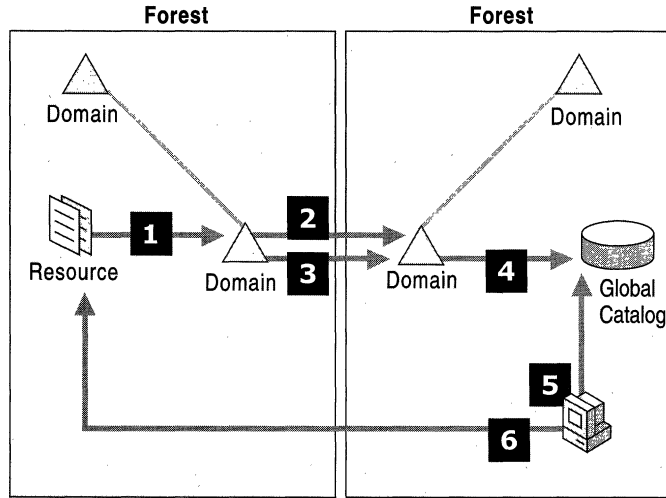 Forest
Forest
Domain
Domain
1
2
3
4
Resource
Domain
Domain
Global
Catalog
5
6